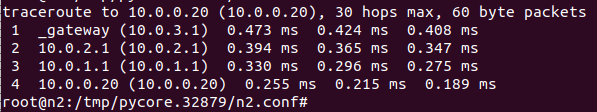 traceroute to 10.0.0.20 (10.0.0.20), 30 hops max, 60 byte packets
1 _gateway (10.0.3.1) 0.473 ms 0.424 ms 0.408 ms
2 10.0.2.1 (10.0.2.1) 0.394 ms 0.365 ms 0.347 ms
3 10.0.1.1 (10.0.1.1) 0.330 ms 0.296 ms 0.275 ms
4 10.0.0.20 (10.0.0.20) 0.255 ms 0.215 ms 0.189 ms
root@n2:/tmp/pycore.32879/n2.conf#